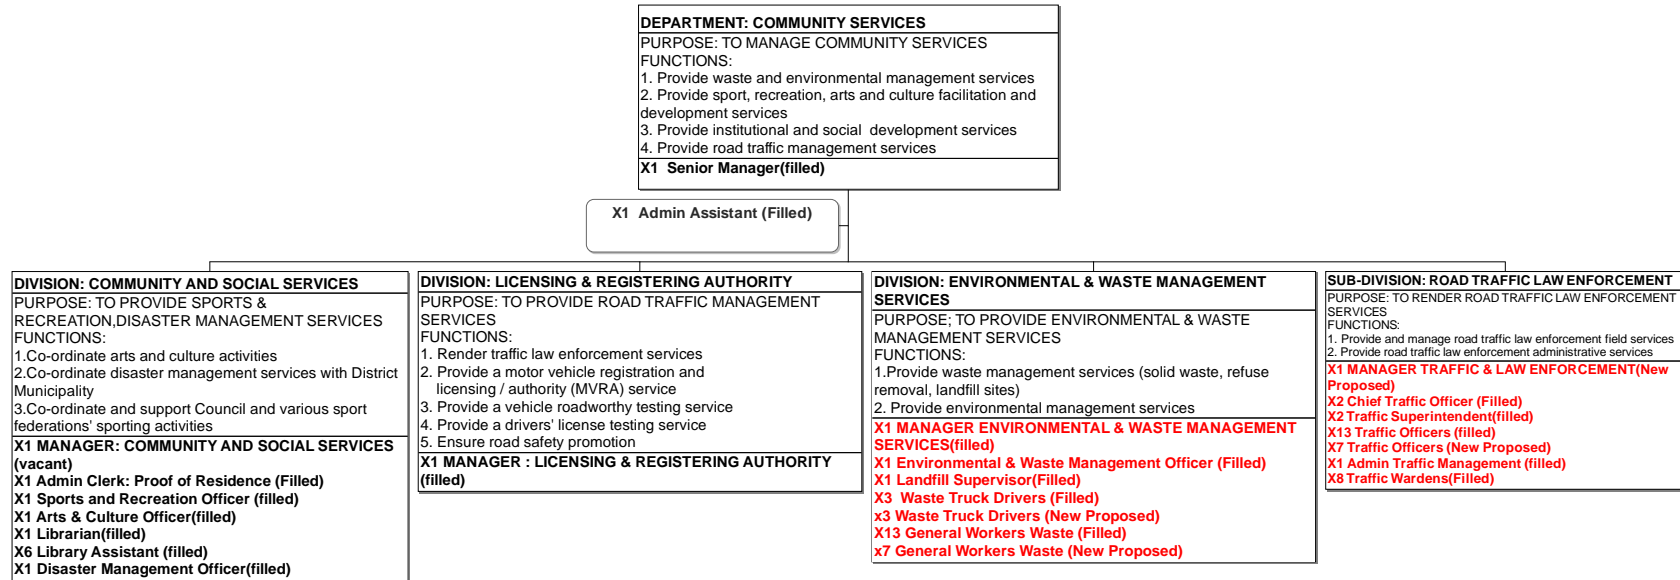 DEPARTMENT: COMMUNITY SERVICES
PURPOSE: TO MANAGE COMMUNITY SERVICES
FUNCTIONS:
1. Provide waste and environmental management services
2. Provide sport, recreation, arts and culture facilitation and
development services
3. Provide institutional and social  development services
4. Provide road traffic management services
X1  Senior Manager(filled)
X1  Admin Assistant (Filled)
DIVISION: COMMUNITY AND SOCIAL SERVICES
PURPOSE: TO PROVIDE SPORTS &
RECREATION,DISASTER MANAGEMENT SERVICES
FUNCTIONS:
1.Co-ordinate arts and culture activities
2.Co-ordinate disaster management services with District
Municipality
3.Co-ordinate and support Council and various sport
federations' sporting activities
X1 MANAGER: COMMUNITY AND SOCIAL SERVICES
(vacant)
X1 Admin Clerk: Proof of Residence (Filled)
X1 Sports and Recreation Officer (filled)
X1 Arts & Culture Officer(filled)
X1 Librarian(filled)
X6 Library Assistant (filled)
X1 Disaster Management Officer(filled)
DIVISION: LICENSING & REGISTERING AUTHORITY
PURPOSE: TO PROVIDE ROAD TRAFFIC MANAGEMENT
SERVICES
FUNCTIONS:
1. Render traffic law enforcement services
2. Provide a motor vehicle registration and
licensing / authority (MVRA) service
3. Provide a vehicle roadworthy testing service
4. Provide a drivers' license testing service
5. Ensure road safety promotion
X1 MANAGER : LICENSING & REGISTERING AUTHORITY
(filled)
DIVISION: ENVIRONMENTAL & WASTE MANAGEMENT
SERVICES
PURPOSE; TO PROVIDE ENVIRONMENTAL & WASTE
MANAGEMENT SERVICES
FUNCTIONS:
1.Provide waste management services (solid waste, refuse
removal, landfill sites)
2. Provide environmental management services
X1 MANAGER ENVIRONMENTAL & WASTE MANAGEMENT
SERVICES(filled)
X1 Environmental & Waste Management Officer (Filled)
X1 Landfill Supervisor(Filled)
X3  Waste Truck Drivers (Filled)
x3 Waste Truck Drivers (New Proposed)
X13 General Workers Waste (Filled)
x7 General Workers Waste (New Proposed)
SUB-DIVISION: ROAD TRAFFIC LAW ENFORCEMENT
PURPOSE: TO RENDER ROAD TRAFFIC LAW ENFORCEMENT
SERVICES
FUNCTIONS:
1. Provide and manage road traffic law enforcement field services
2. Provide road traffic law enforcement administrative services
X1 MANAGER TRAFFIC & LAW ENFORCEMENT(New
Proposed)
X2 Chief Traffic Officer (Filled)
X2 Traffic Superintendent(filled)
X13 Traffic Officers (filled)
X7 Traffic Officers (New Proposed)
X1 Admin Traffic Management (filled)
X8 Traffic Wardens(Filled)